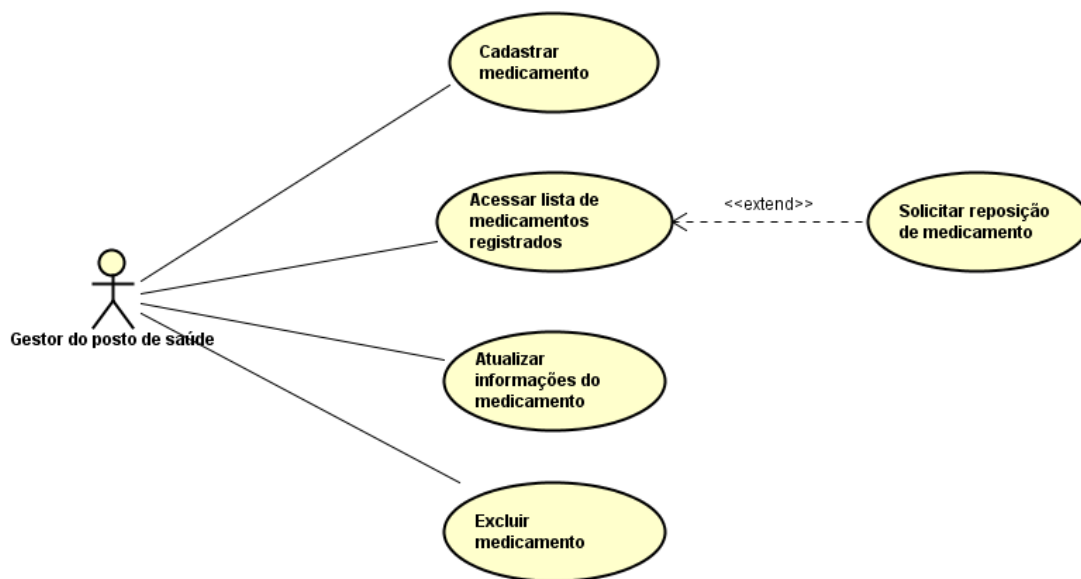 Cadastrar
medicamento
Acessar lista de
medicamentos
registrados
<<extend>>
Solicitar reposição
de medicamento
Gestor do posto de saúde
Atualizar
informações do
medicamento
Excluir
medicamento